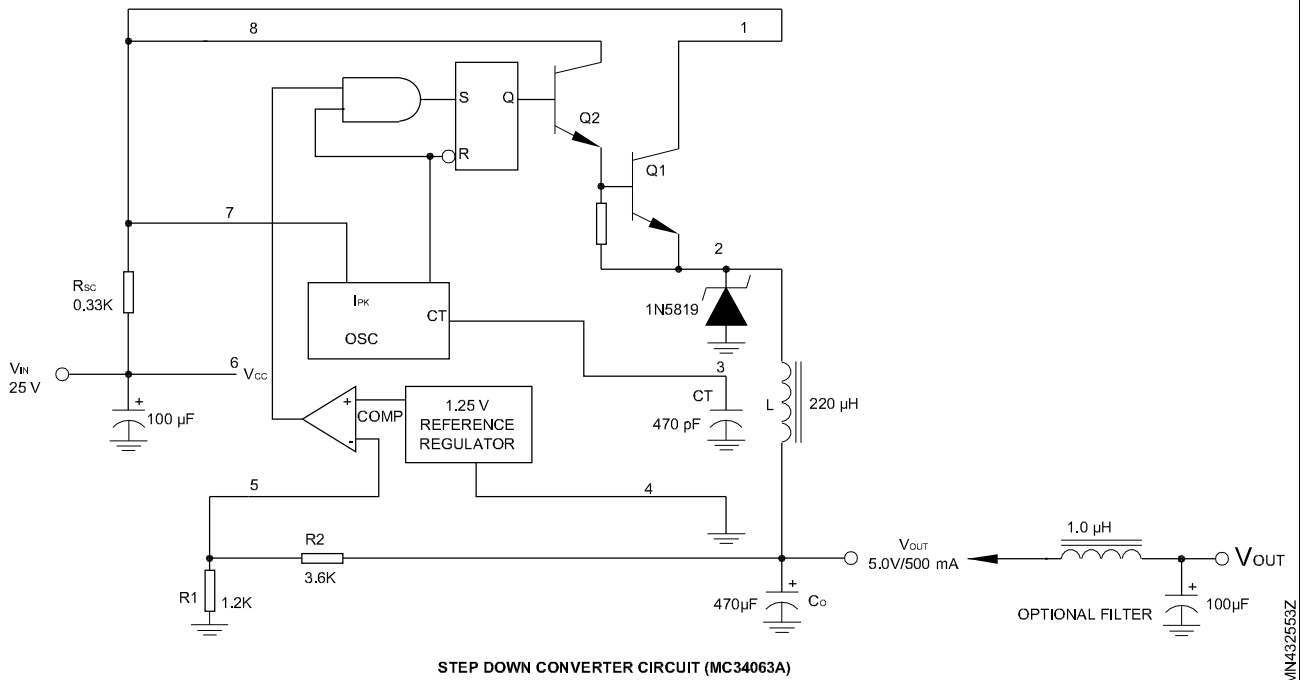 8
1
S
Q
R
Q2
Q1
7
2
RSC
0.33K
IPK
CT
OSC
1N5819
VIN
25 V
6
VCC
3
CT
470 pF
L
220 µH
+
100 µF
+
-
COMP
1.25 V
REFERENCE
REGULATOR
5
4
R2
3.6K
R1
1.2K
VOUT
5.0V/500 mA
1.0 µH
VOUT
+
470µF
CO
OPTIONAL FILTER
+
100µF
STEP DOWN CONVERTER CIRCUIT (MC34063A)
MN432553Z